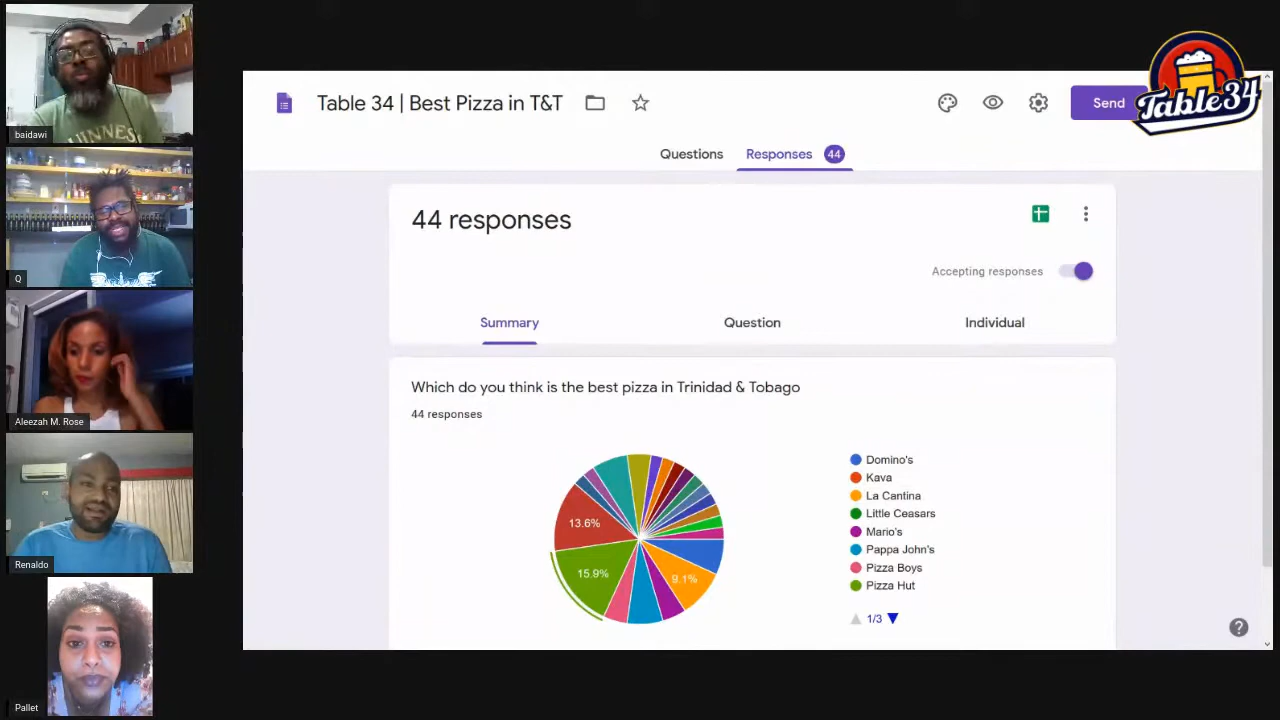 baidawi
GUINNESS
Q
Aleezah M. Rose
Renaldo
Pallet
Table 34 | Best Pizza in T&T
Send
Table34
Questions
Responses 44
44 responses
Accepting responses
Summary
Question
Individual
Which do you think is the best pizza in Trinidad & Tobago
44 responses
13.6%
15.9%
9.1%
Domino's
Kava
La Cantina
Little Ceasars
Mario's
Pappa John's
Pizza Boys
Pizza Hut
1/3